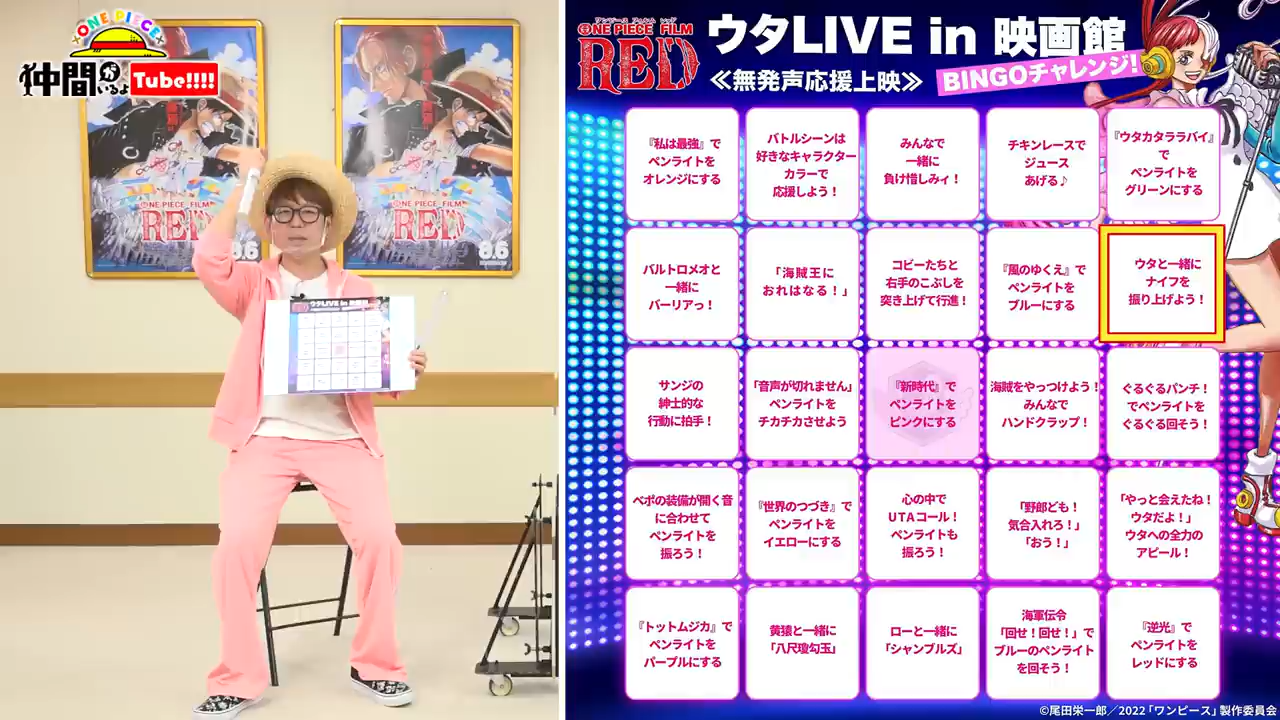 ONE PIECE
仲間がいるよ
Tube!!!!
ONE PIECE FILM
RED
8.6
ONE PIECE FILM
RED
8.6
ウタLIVE in 映画館
ONE PIECE FILM
RED
ウタLIVE in 映画館
≪無発声応援上映≫
BINGOチャレンジ!
『私は最強』で
ペンライトを
オレンジにする
バトルシーンは
好きなキャラクター
カラーで
応援しよう！
みんなで
一緒に
負け惜しみィ！
チキンレースで
ジュース
あげる♪
『ウタカタララバイ』
で
ペンライトを
グリーンにする
バルトロメオと
一緒に
バーリアっ！
「海賊王に
おれはなる！」
コビーたちと
右手のこぶしを
突き上げて行進！
『風のゆくえ』で
ペンライトを
ブルーにする
ウタと一緒に
ナイフを
振り上げよう！
サンジの
紳士的な
行動に拍手！
「音声が切れません」
ペンライトを
チカチカさせよう
『新時代』で
ペンライトを
ピンクにする
海賊をやっつけよう！
みんなで
ハンドクラップ！
ぐるぐるパンチ！
でペンライトを
ぐるぐる回そう！
ベポの装備が開く音
に合わせて
ペンライトを
振ろう！
『世界のつづき』で
ペンライトを
イエローにする
心の中で
UTAコール！
ペンライトも
振ろう！
「野郎ども！
気合入れろ！」
「おう！」
「やっと会えたね！
ウタだよ！」
ウタへの全力の
アピール！
『トットムジカ』で
ペンライトを
パープルにする
黄猿と一緒に
「八尺瓊勾玉」
ローと一緒に
「シャンブルズ」
海軍伝令
「回せ！回せ！」で
ブルーのペンライト
を回そう！
『逆光』で
ペンライトを
レッドにする
©尾田栄一郎／2022「ワンピース」製作委員会